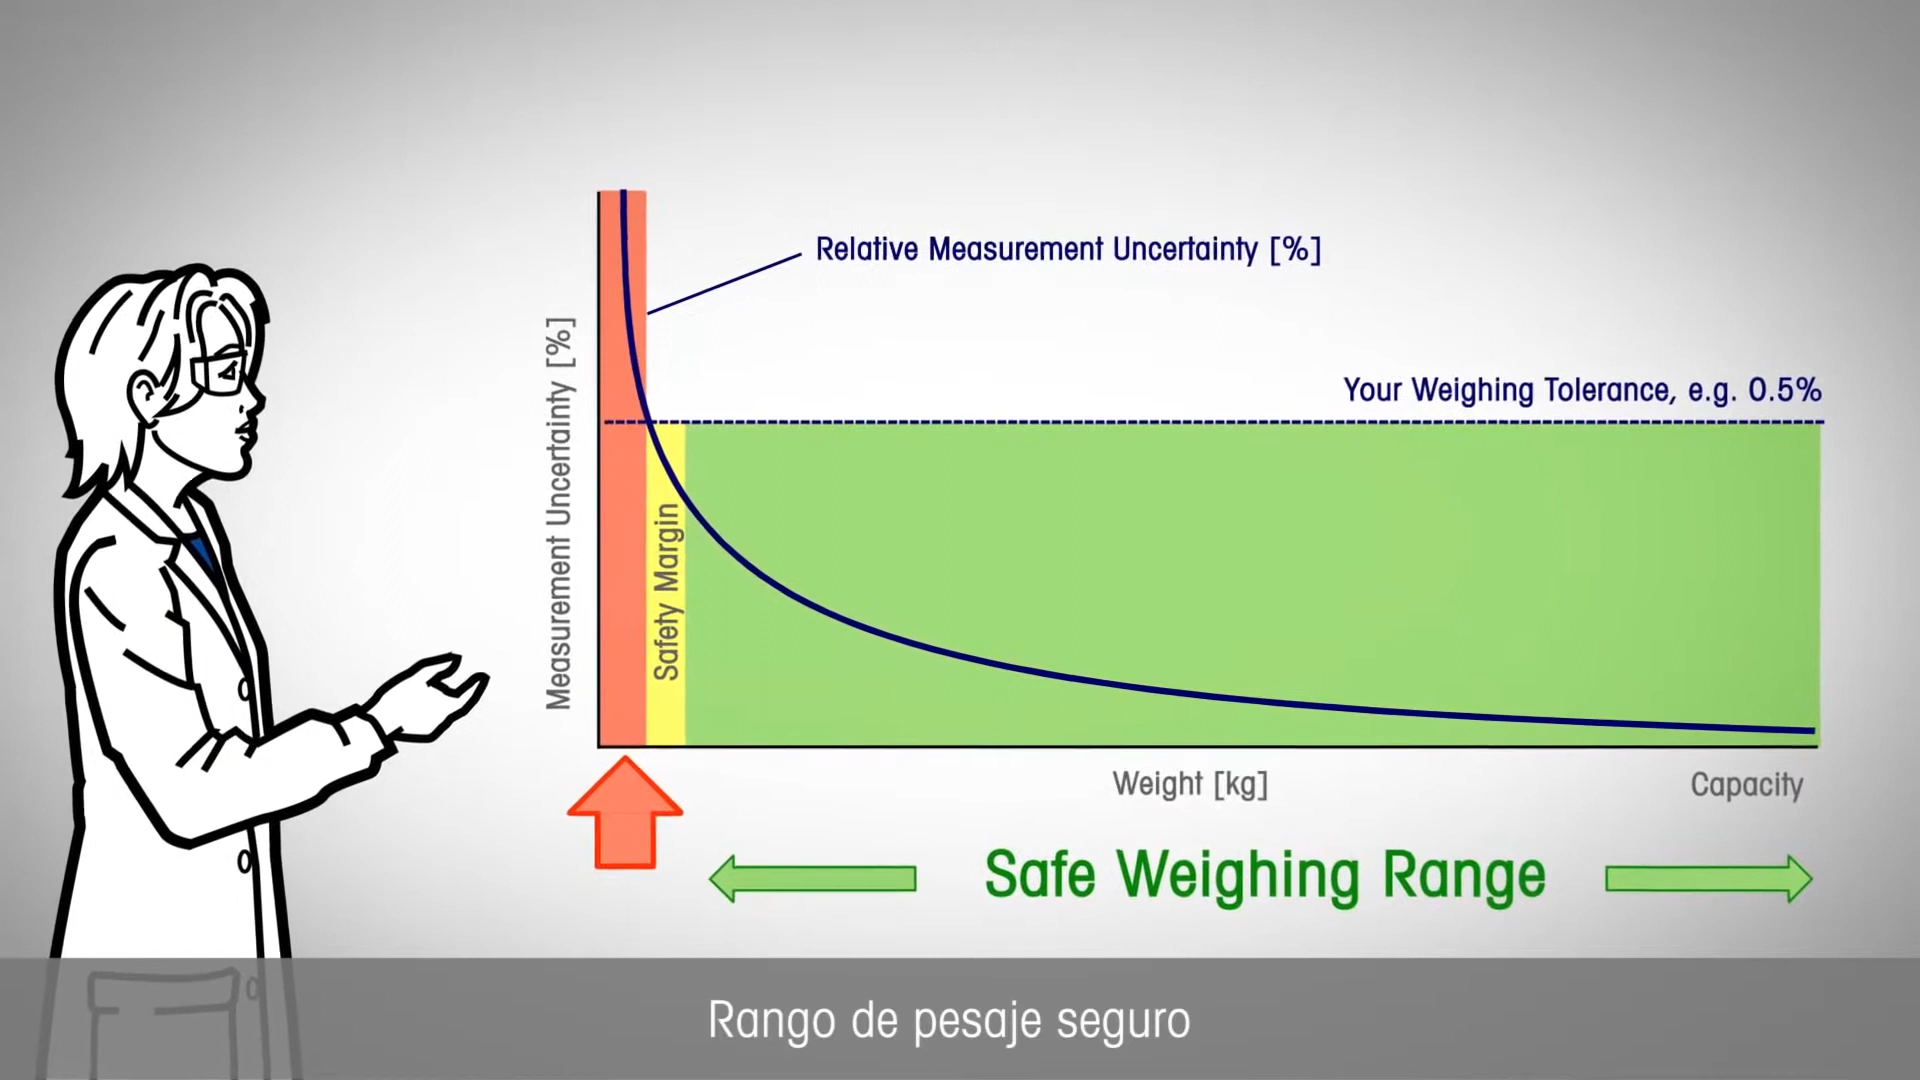 Relative Measurement Uncertainty [%]
Your Weighing Tolerance, e.g. 0.5%
Measurement Uncertainty [%]
Safety Margin
Weight [kg]
Capacity
Safe Weighing Range
Rango de pesaje seguro